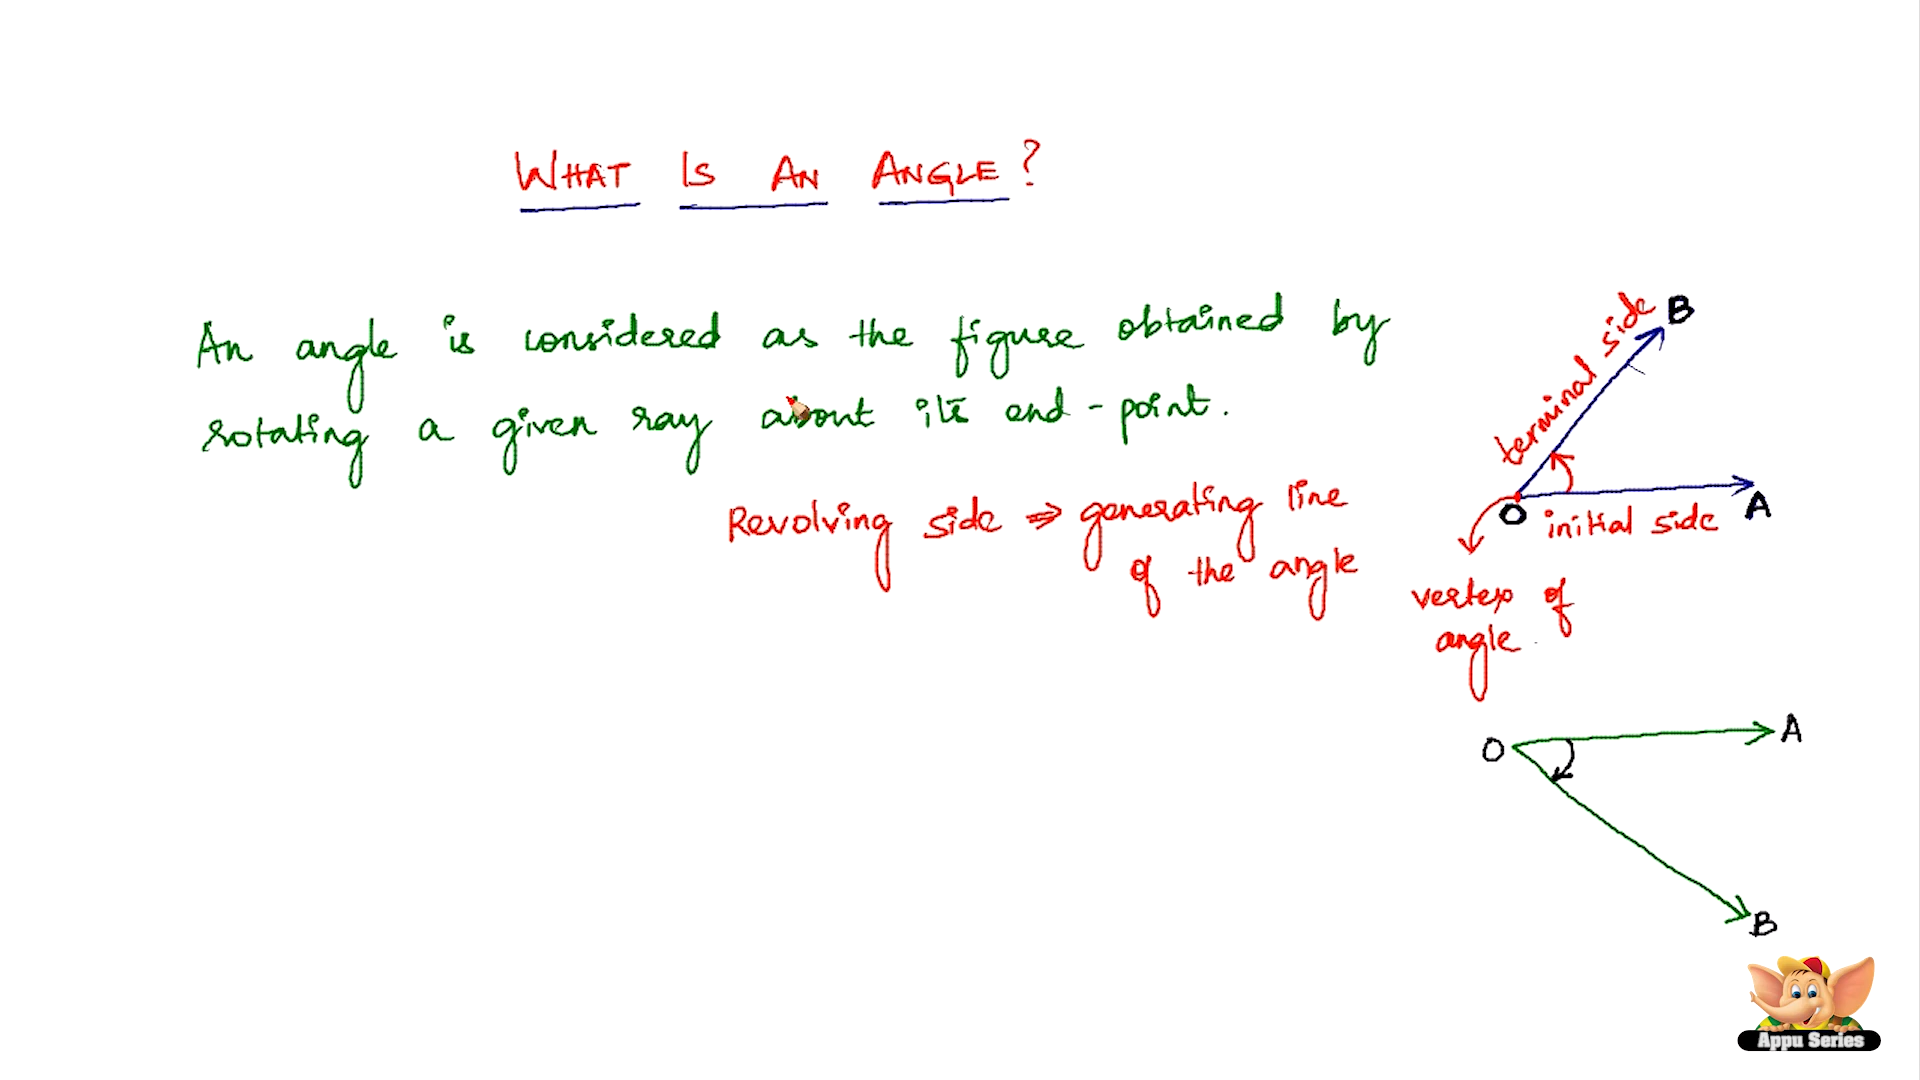 WHAT IS AN ANGLE?
An angle is considered as the figure obtained by
rotating a given ray about its end-point.
Revolving side ⇒ generating line
of the angle
terminal side
B
O
initial side
A
vertex of
angle.
O
A
B
Appu Series